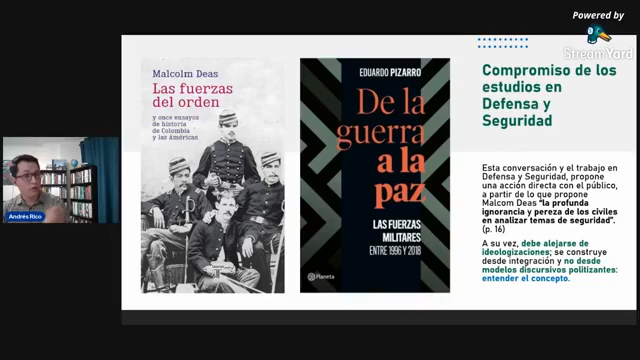 Powered by
StreamYard
Malcolm Deas
Las fuerzas
del orden
y once ensayos
de historia
de Colombia
y las Américas
EDUARDO PIZARRO
De la
guerra
a la
paz
LAS FUERZAS
MILITARES
ENTRE 1996 Y 2018
Planeta
Compromiso de los
estudios en
Defensa y
Seguridad
Esta conversación y el trabajo en
Defensa y Seguridad, propone
una acción directa con el público,
a partir de lo que propone
Malcom Deas “la profunda
ignorancia y pereza de los civiles
en analizar temas de seguridad”.
(p. 16)
A su vez, debe alejarse de
ideologizaciones; se construye
desde integración y no desde
modelos discursivos politizantes:
entender el concepto.
Andrés Rico